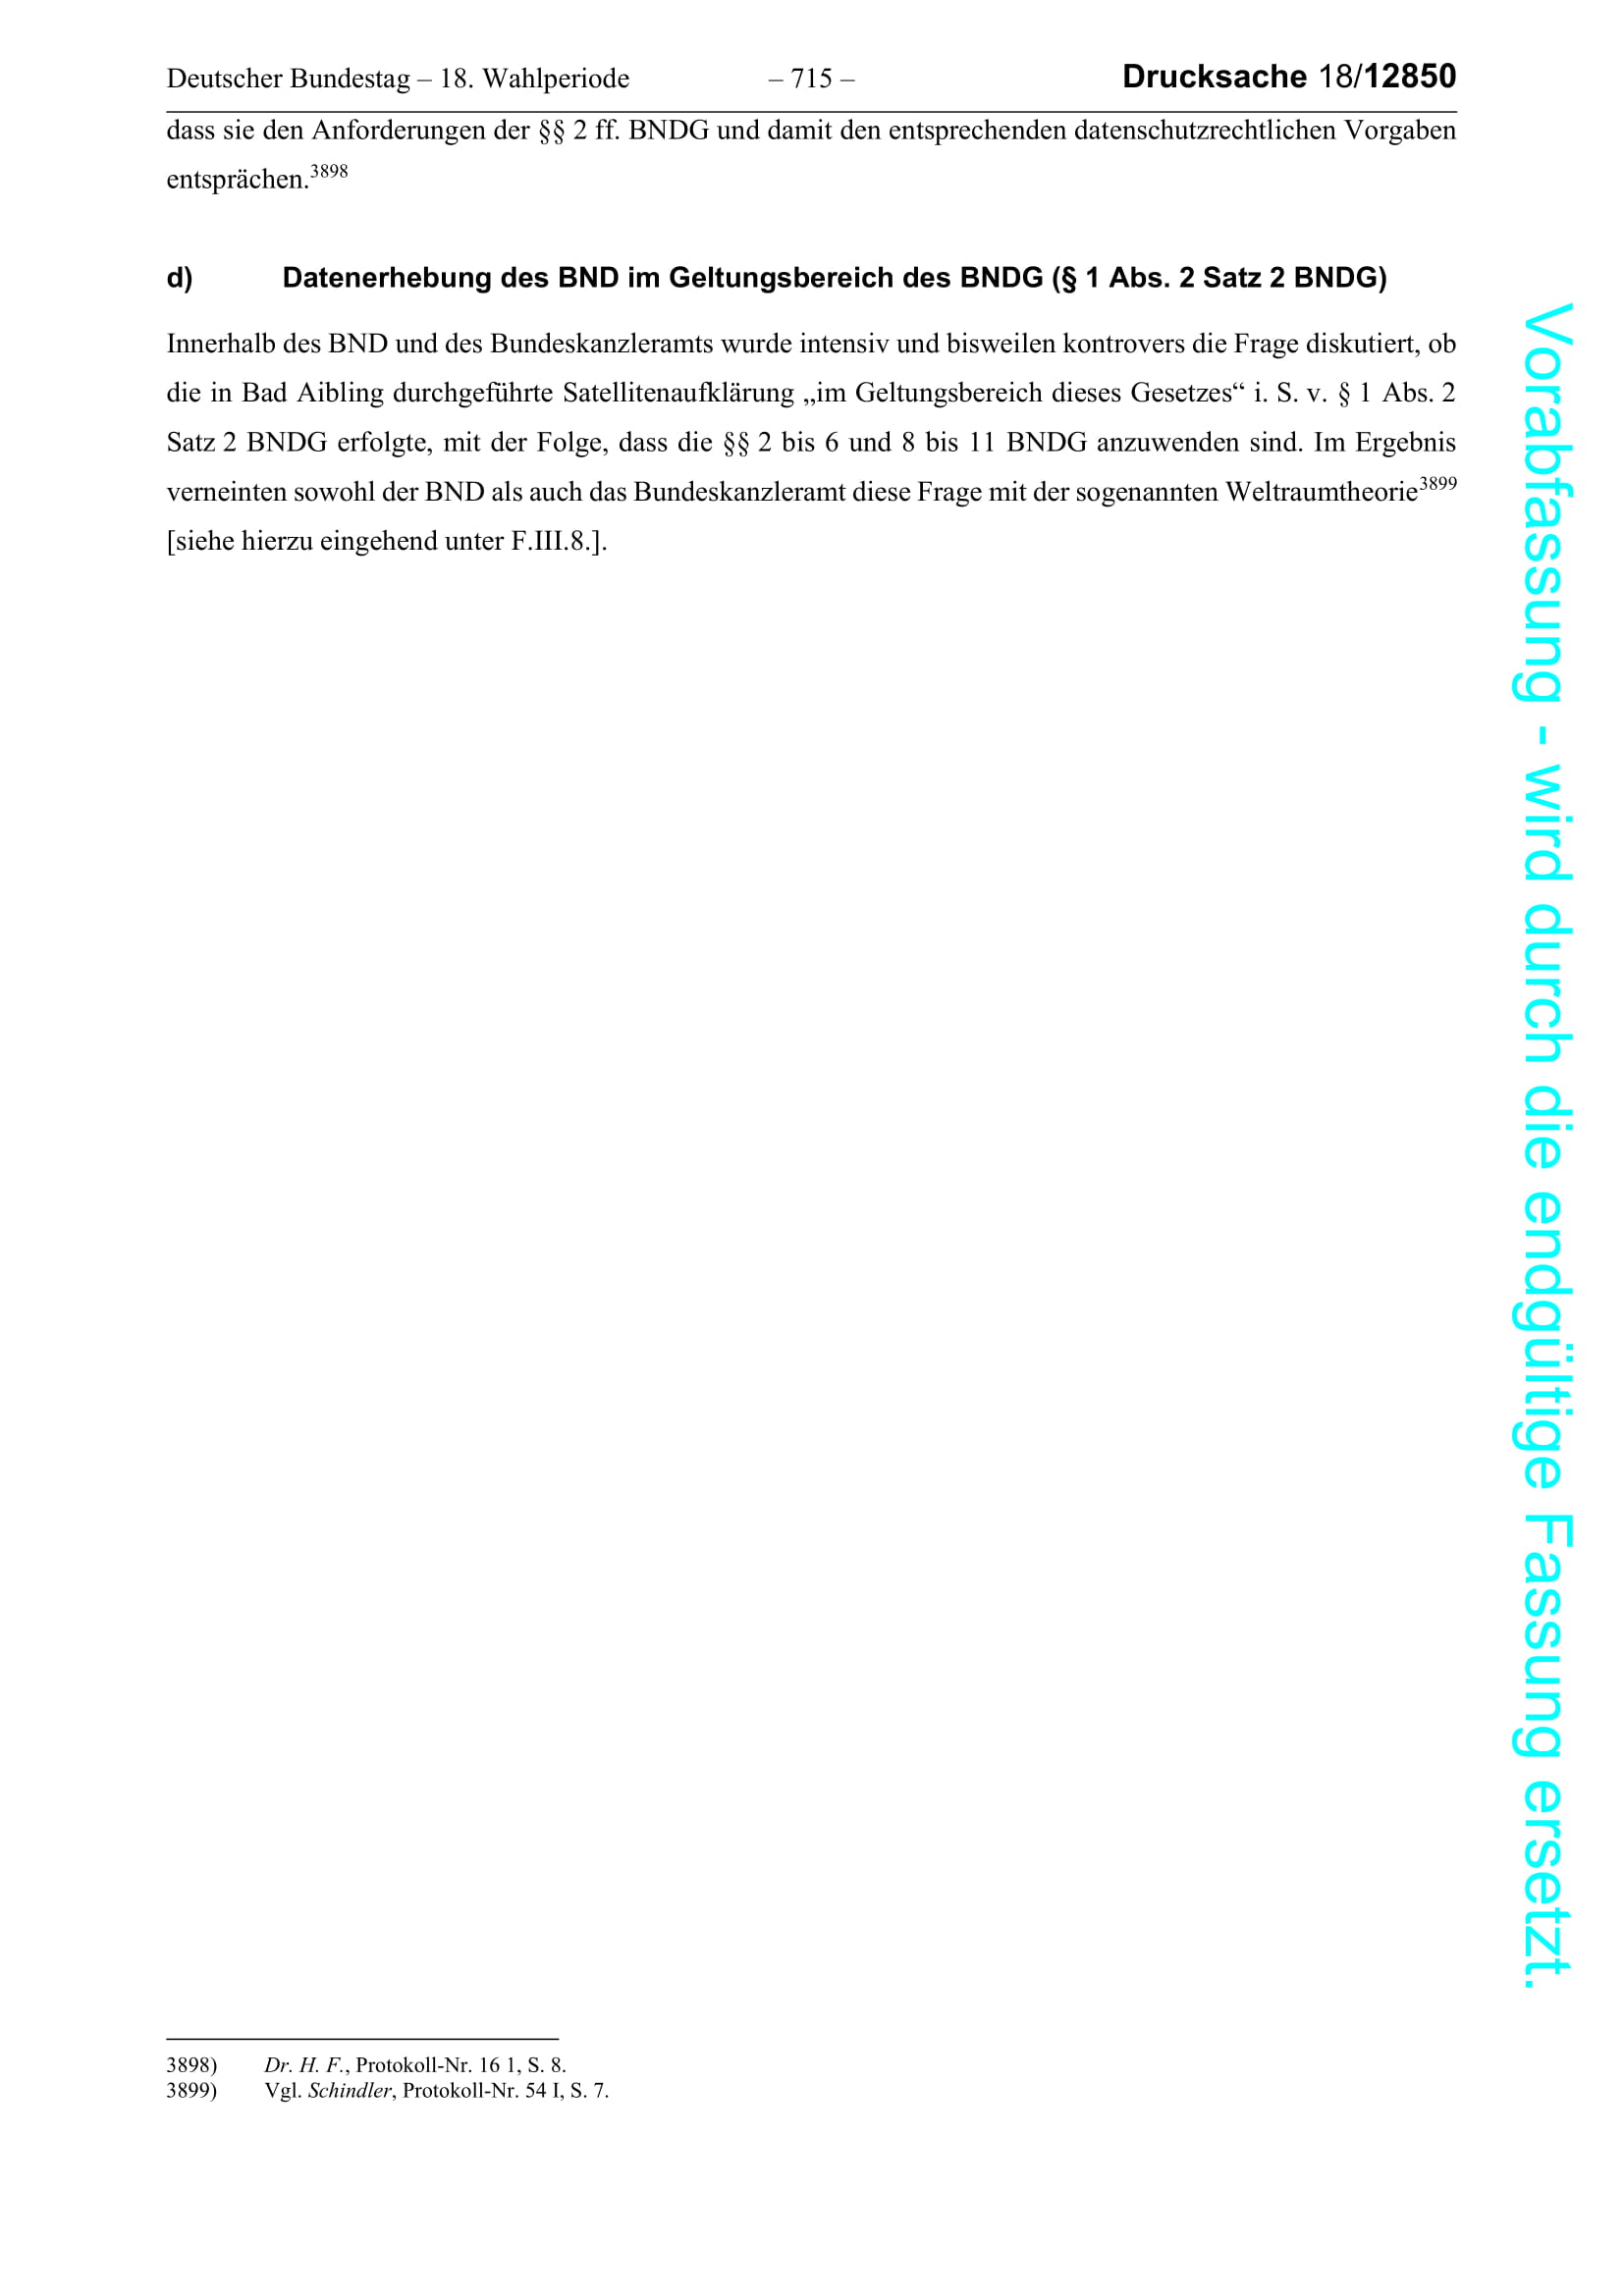 Deutscher Bundestag – 18. Wahlperiode – 715 – Drucksache 18/12850
dass sie den Anforderungen der §§ 2 ff. BNDG und damit den entsprechenden datenschutzrechtlichen Vorgaben
entsprächen.3898
d) Datenerhebung des BND im Geltungsbereich des BNDG (§ 1 Abs. 2 Satz 2 BNDG)
Innerhalb des BND und des Bundeskanzleramts wurde intensiv und bisweilen kontrovers die Frage diskutiert, ob
die in Bad Aibling durchgeführte Satellitenaufklärung „im Geltungsbereich dieses Gesetzes“ i. S. v. § 1 Abs. 2
Satz 2 BNDG erfolgte, mit der Folge, dass die §§ 2 bis 6 und 8 bis 11 BNDG anzuwenden sind. Im Ergebnis
verneinten sowohl der BND als auch das Bundeskanzleramt diese Frage mit der sogenannten Weltraumtheorie3899
[siehe hierzu eingehend unter F.III.8.].
3898) Dr. H. F., Protokoll-Nr. 16 1, S. 8.
3899) Vgl. Schindler, Protokoll-Nr. 54 I, S. 7.
Vorabfassung - wird durch die endgültige Fassung ersetzt.